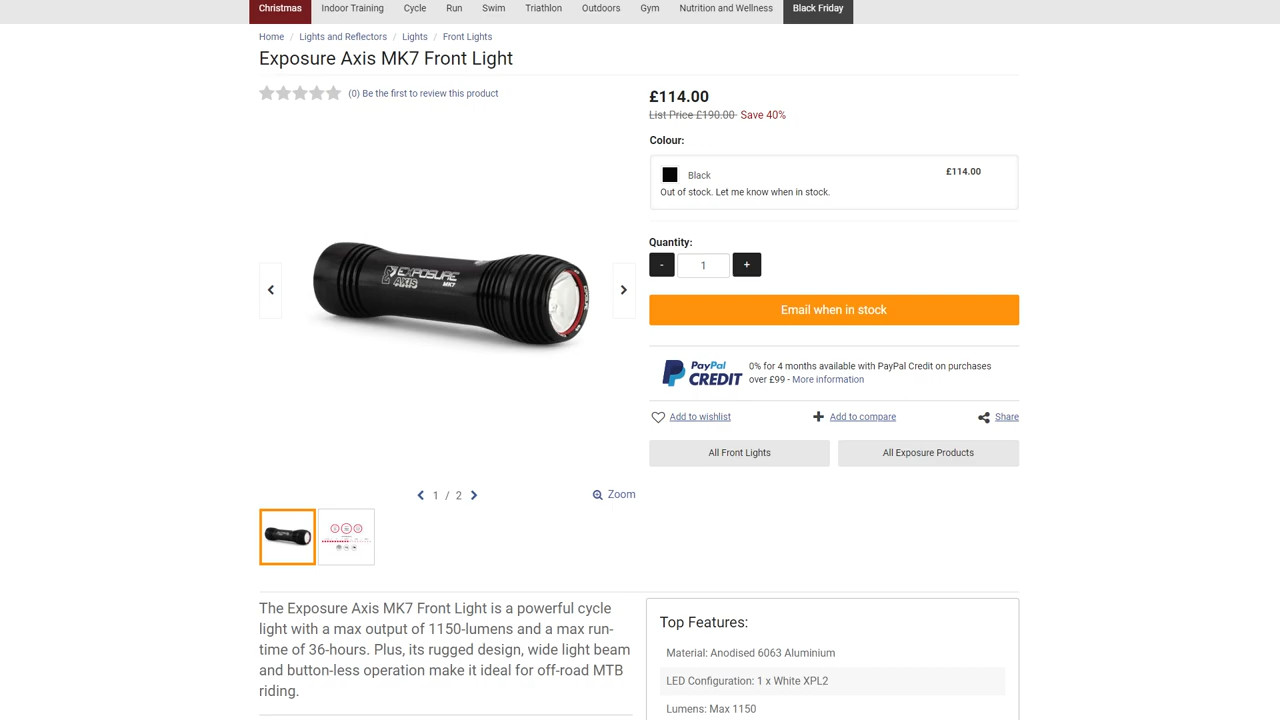 Christmas
Indoor Training
Cycle
Run
Swim
Triathlon
Outdoors
Gym
Nutrition and Wellness
Black Friday
Home / Lights and Reflectors / Lights / Front Lights
Exposure Axis MK7 Front Light
(0) Be the first to review this product
£114.00
List Price £190.00 Save 40%
Colour:
Black
£114.00
Out of stock. Let me know when in stock.
Quantity:
- 1 +
Email when in stock
PayPal
CREDIT
0% for 4 months available with PayPal Credit on purchases
over £99 - More information
Add to wishlist
Add to compare
Share
All Front Lights
All Exposure Products
EXPOSURE
AXIS
MK7
1 / 2
Zoom
The Exposure Axis MK7 Front Light is a powerful cycle
light with a max output of 1150-lumens and a max run-
time of 36-hours. Plus, its rugged design, wide light beam
and button-less operation make it ideal for off-road MTB
riding.
Top Features:
Material: Anodised 6063 Aluminium
LED Configuration: 1 x White XPL2
Lumens: Max 1150